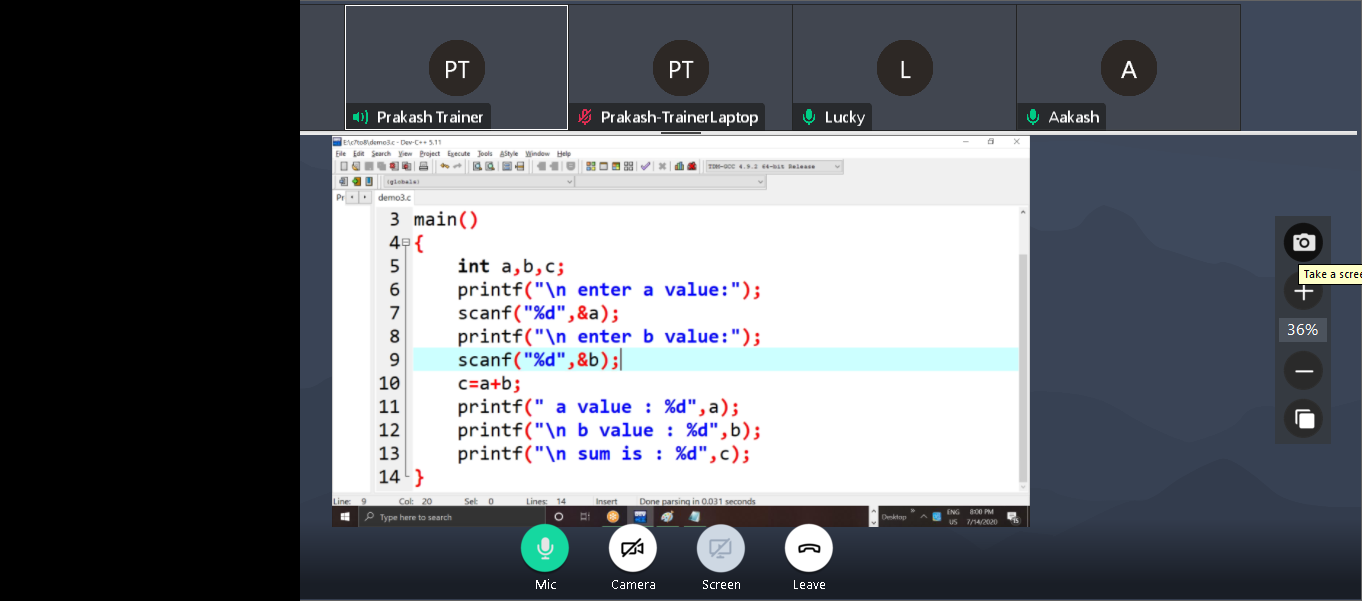 PT
PT
L
A
Prakash Trainer
Prakash-TrainerLaptop
Lucky
Aakash
E:\c7to8\demo3.c - Dev-C++ 5.11
File Edit Search View Project Execute Tools AStyle Window Help
TDM-GCC 4.9.2 64-bit Release
(globals)
Pr
demo3.c
3 main()
4 {
5 int a,b,c;
6 printf("\n enter a value:");
7 scanf("%d",&a);
8 printf("\n enter b value:");
9 scanf("%d",&b);
10 c=a+b;
11 printf(" a value : %d",a);
12 printf("\n b value : %d",b);
13 printf("\n sum is : %d",c);
14 }
Line: 9 Col: 20 Sel: 0 Lines: 14 Insert Done parsing in 0.031 seconds
Type here to search
Desktop
ENG
US
8:00 PM
7/14/2020
Take a scree
36%
Mic
Camera
Screen
Leave